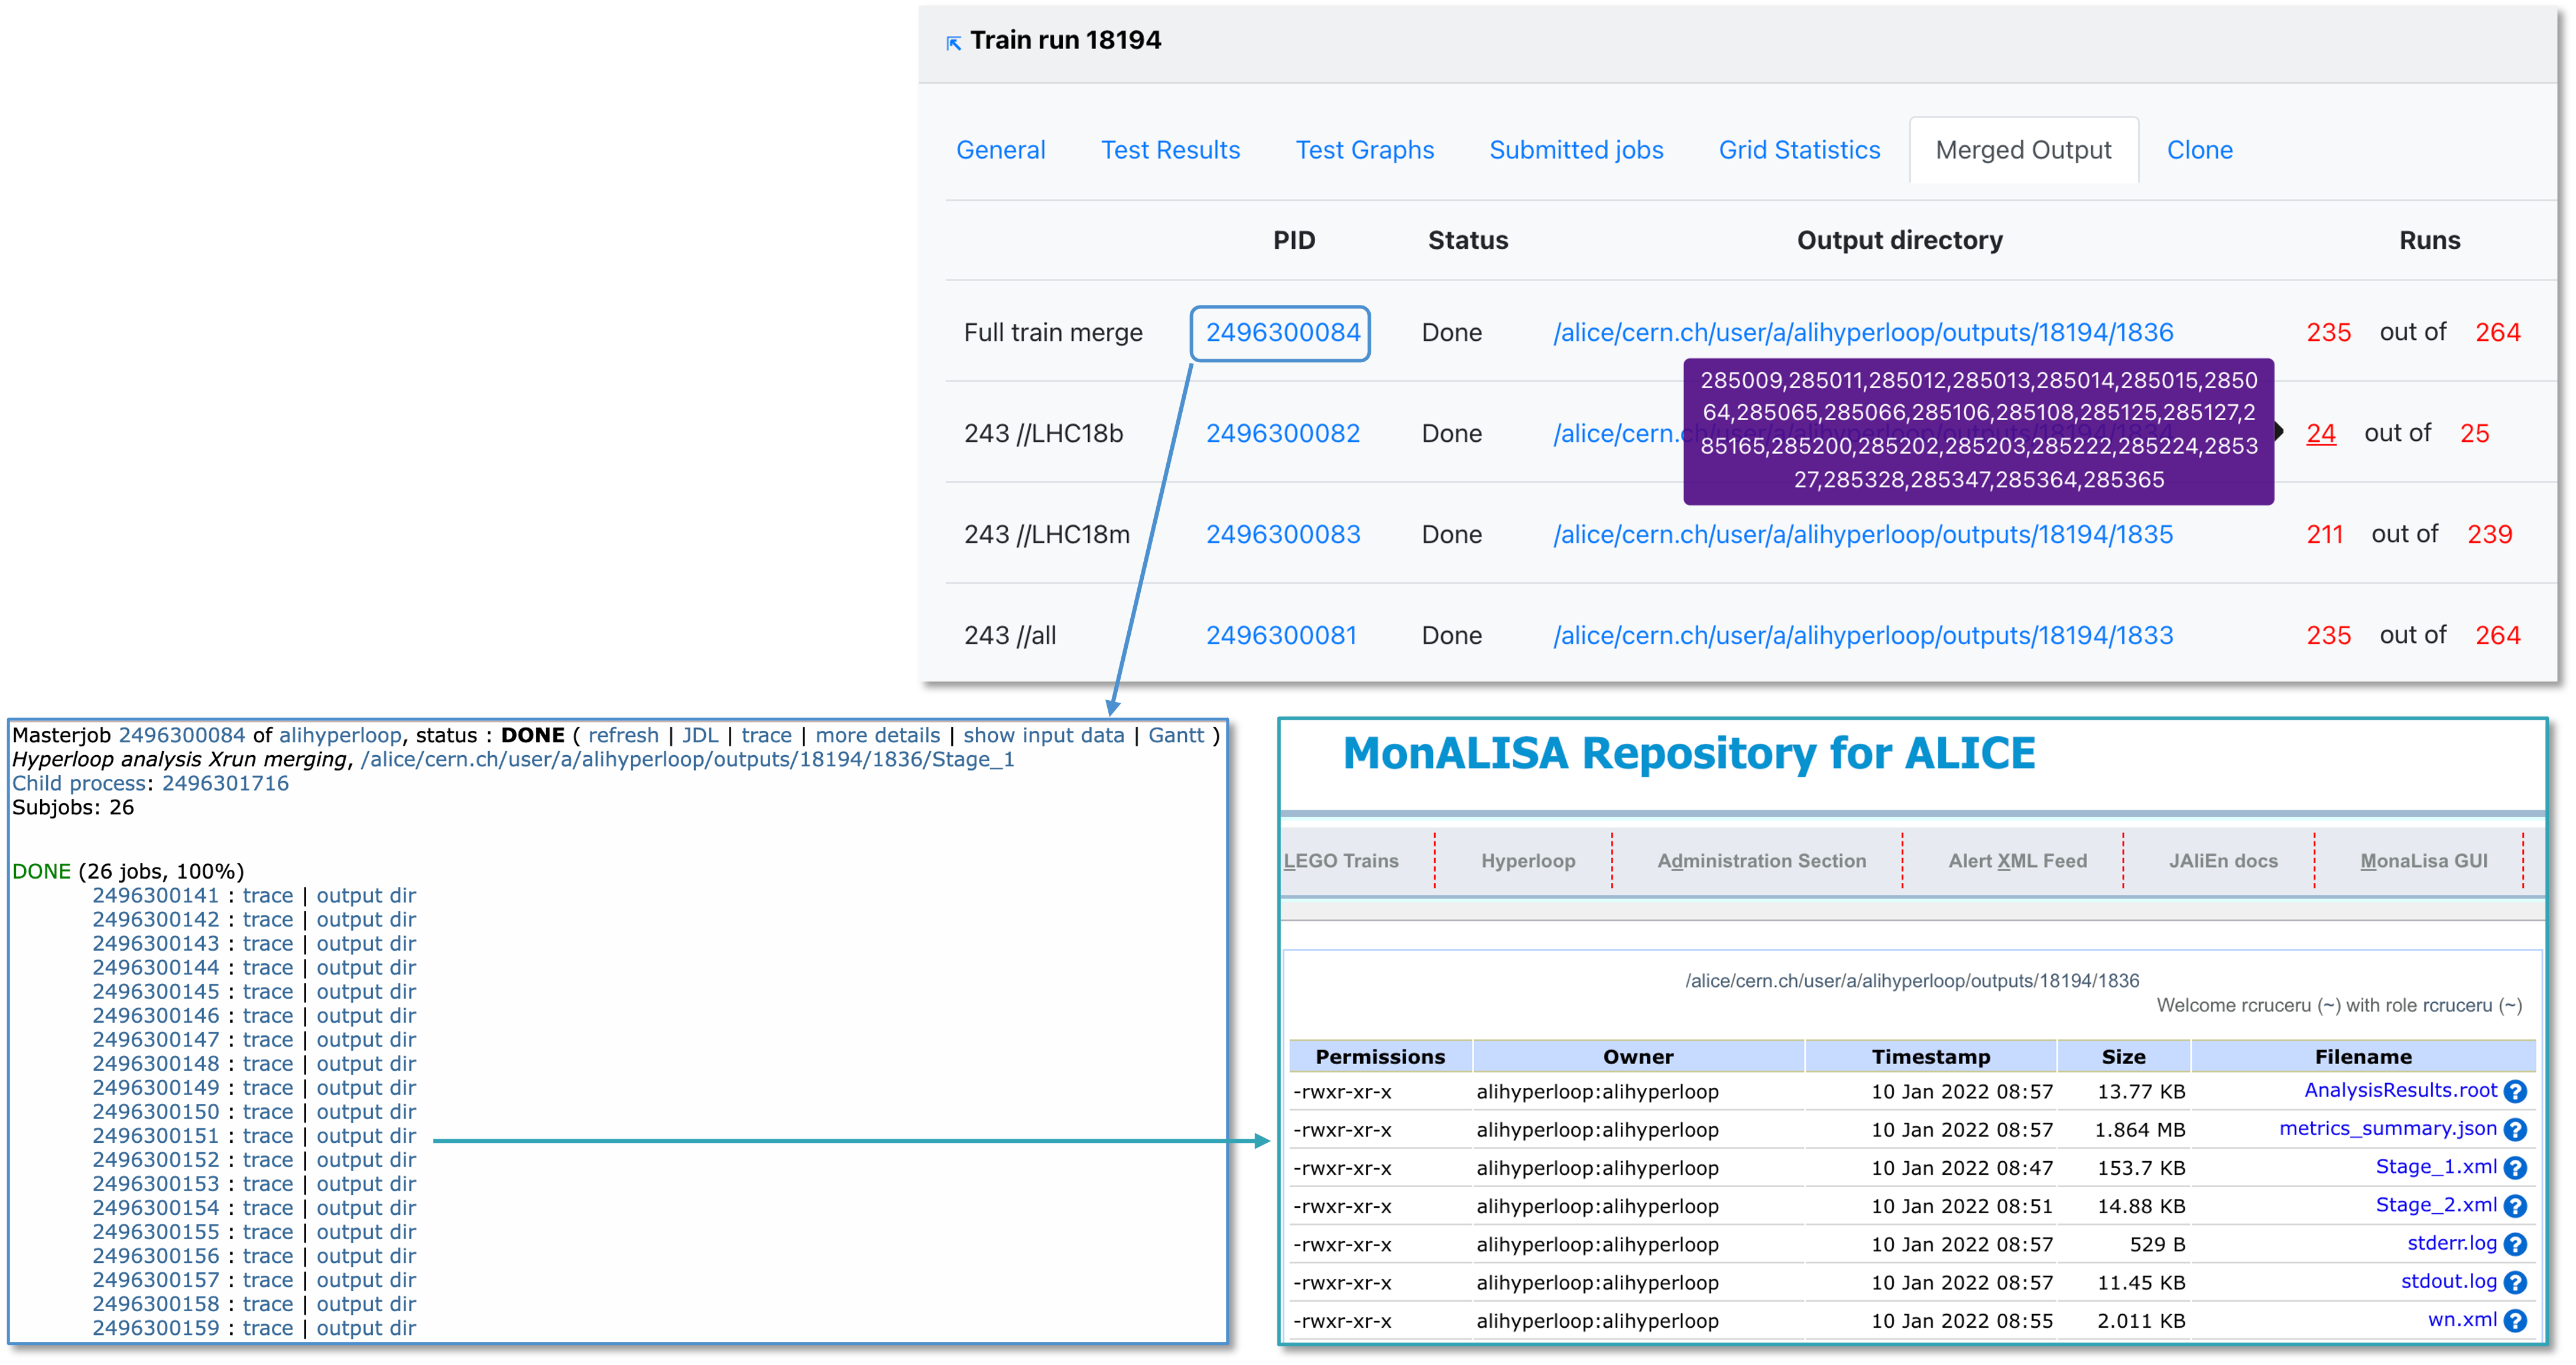 Train run 18194
General Test Results Test Graphs Submitted jobs Grid Statistics Merged Output Clone
PID Status Output directory Runs
Full train merge 2496300084 Done /alice/cern.ch/user/a/alihyperloop/outputs/18194/1836 235 out of 264
285009,285011,285012,285013,285014,285015,2850
64,285065,285066,285106,285108,285125,285127,2
85165,285200,285202,285203,285222,285224,2853
27,285328,285347,285364,285365
243 //LHC18b 2496300082 Done /alice/cern.c 24 out of 25
243 //LHC18m 2496300083 Done /alice/cern.ch/user/a/alihyperloop/outputs/18194/1835 211 out of 239
243 //all 2496300081 Done /alice/cern.ch/user/a/alihyperloop/outputs/18194/1833 235 out of 264
Masterjob 2496300084 of alihyperloop, status : DONE ( refresh | JDL | trace | more details | show input data | Gantt )
Hyperloop analysis Xrun merging, /alice/cern.ch/user/a/alihyperloop/outputs/18194/1836/Stage_1
Child process: 2496301716
Subjobs: 26
DONE (26 jobs, 100%)
2496300141 : trace | output dir
2496300142 : trace | output dir
2496300143 : trace | output dir
2496300144 : trace | output dir
2496300145 : trace | output dir
2496300146 : trace | output dir
2496300147 : trace | output dir
2496300148 : trace | output dir
2496300149 : trace | output dir
2496300150 : trace | output dir
2496300151 : trace | output dir
2496300152 : trace | output dir
2496300153 : trace | output dir
2496300154 : trace | output dir
2496300155 : trace | output dir
2496300156 : trace | output dir
2496300157 : trace | output dir
2496300158 : trace | output dir
2496300159 : trace | output dir
MonALISA Repository for ALICE
LEGO Trains Hyperloop Administration Section Alert XML Feed JAliEn docs MonaLisa GUI
/alice/cern.ch/user/a/alihyperloop/outputs/18194/1836
Welcome rcruceru (~) with role rcruceru (~)
Permissions Owner Timestamp Size Filename
-rwxr-xr-x alihyperloop:alihyperloop 10 Jan 2022 08:57 13.77 KB AnalysisResults.root ?
-rwxr-xr-x alihyperloop:alihyperloop 10 Jan 2022 08:57 1.864 MB metrics_summary.json ?
-rwxr-xr-x alihyperloop:alihyperloop 10 Jan 2022 08:47 153.7 KB Stage_1.xml ?
-rwxr-xr-x alihyperloop:alihyperloop 10 Jan 2022 08:51 14.88 KB Stage_2.xml ?
-rwxr-xr-x alihyperloop:alihyperloop 10 Jan 2022 08:57 529 B stderr.log ?
-rwxr-xr-x alihyperloop:alihyperloop 10 Jan 2022 08:57 11.45 KB stdout.log ?
-rwxr-xr-x alihyperloop:alihyperloop 10 Jan 2022 08:55 2.011 KB wn.xml ?